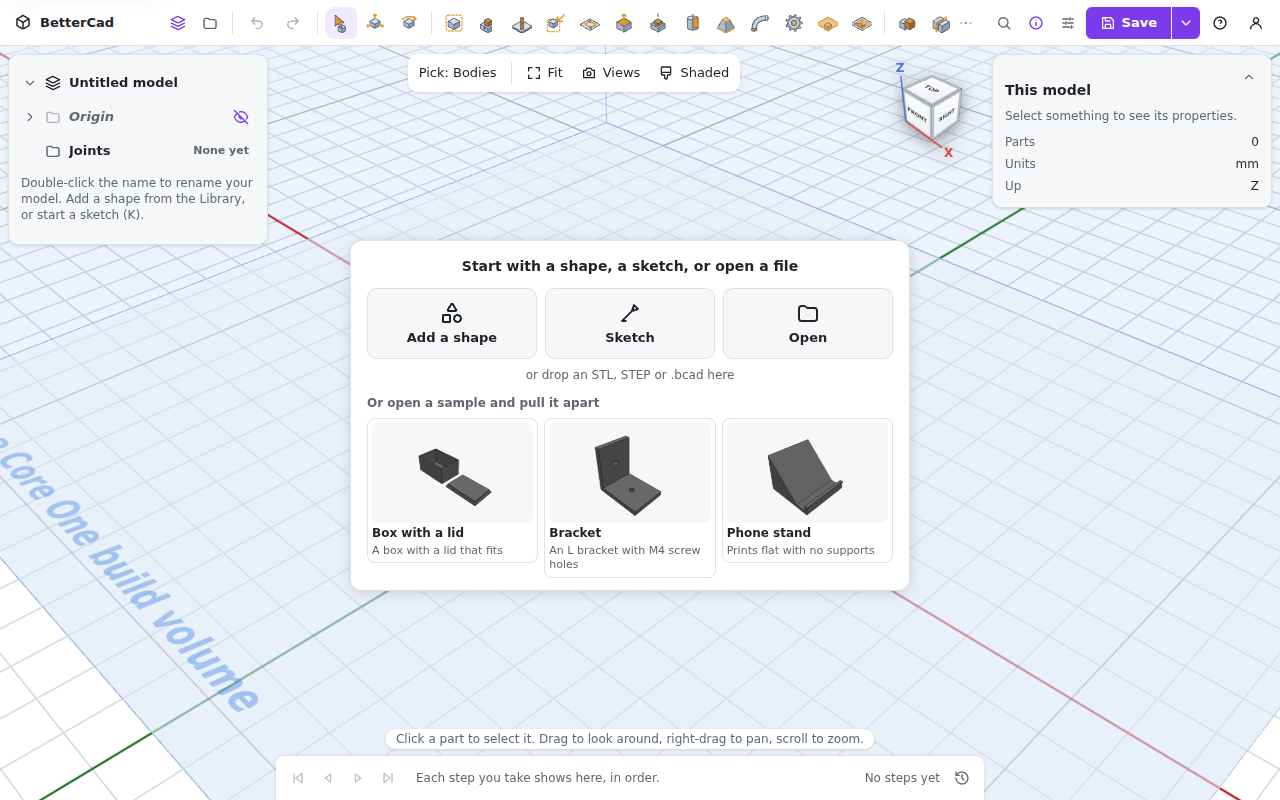 BetterCad
Save
Untitled model
Origin
Joints None yet
Double-click the name to rename your
model. Add a shape from the Library,
or start a sketch (K).
Pick: Bodies Fit Views Shaded
Z
TOP
FRONT RIGHT
X
This model
Select something to see its properties.
Parts 0
Units mm
Up Z
Start with a shape, a sketch, or open a file
Add a shape Sketch Open
or drop an STL, STEP or .bcad here
Or open a sample and pull it apart
Box with a lid
A box with a lid that fits
Bracket
An L bracket with M4 screw
holes
Phone stand
Prints flat with no supports
Core One build volume
Click a part to select it. Drag to look around, right-drag to pan, scroll to zoom.
Each step you take shows here, in order. No steps yet